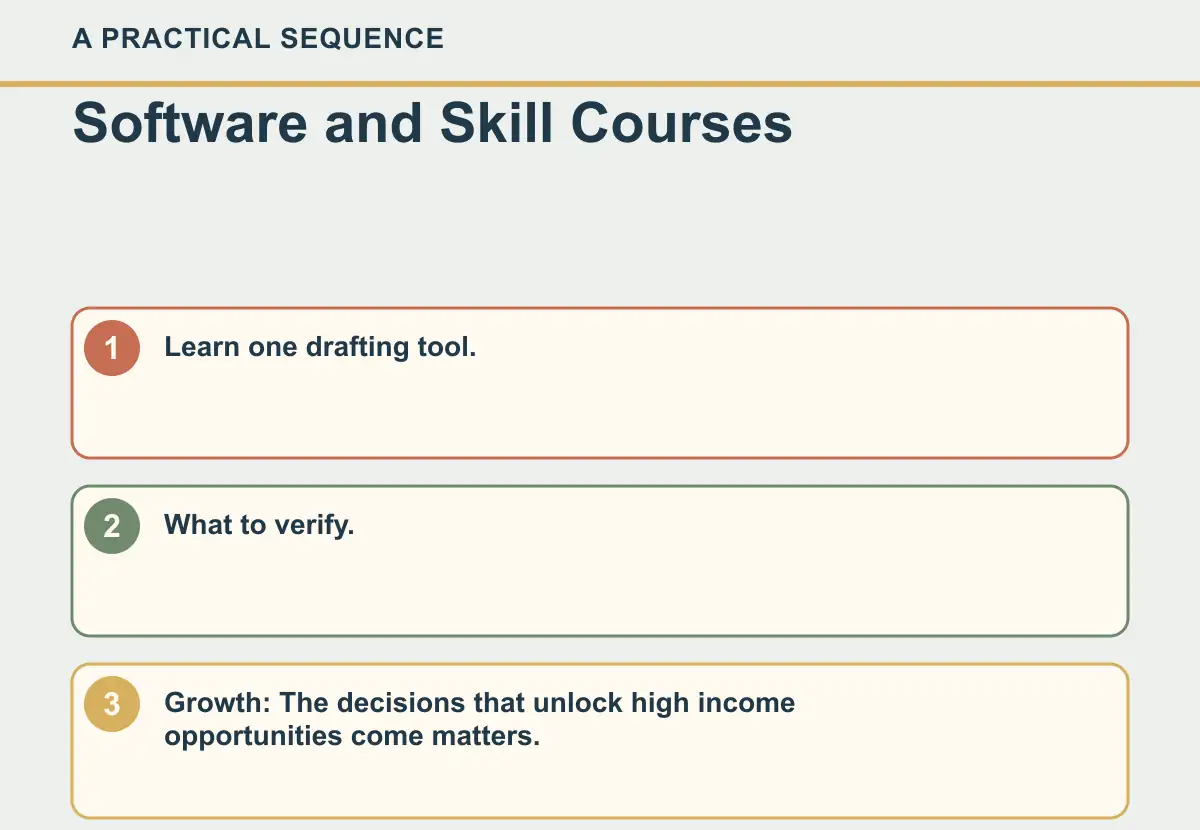 A PRACTICAL SEQUENCE
Software and Skill Courses
1
Learn one drafting tool.
2
What to verify.
3
Growth: The decisions that unlock high income
opportunities come matters.